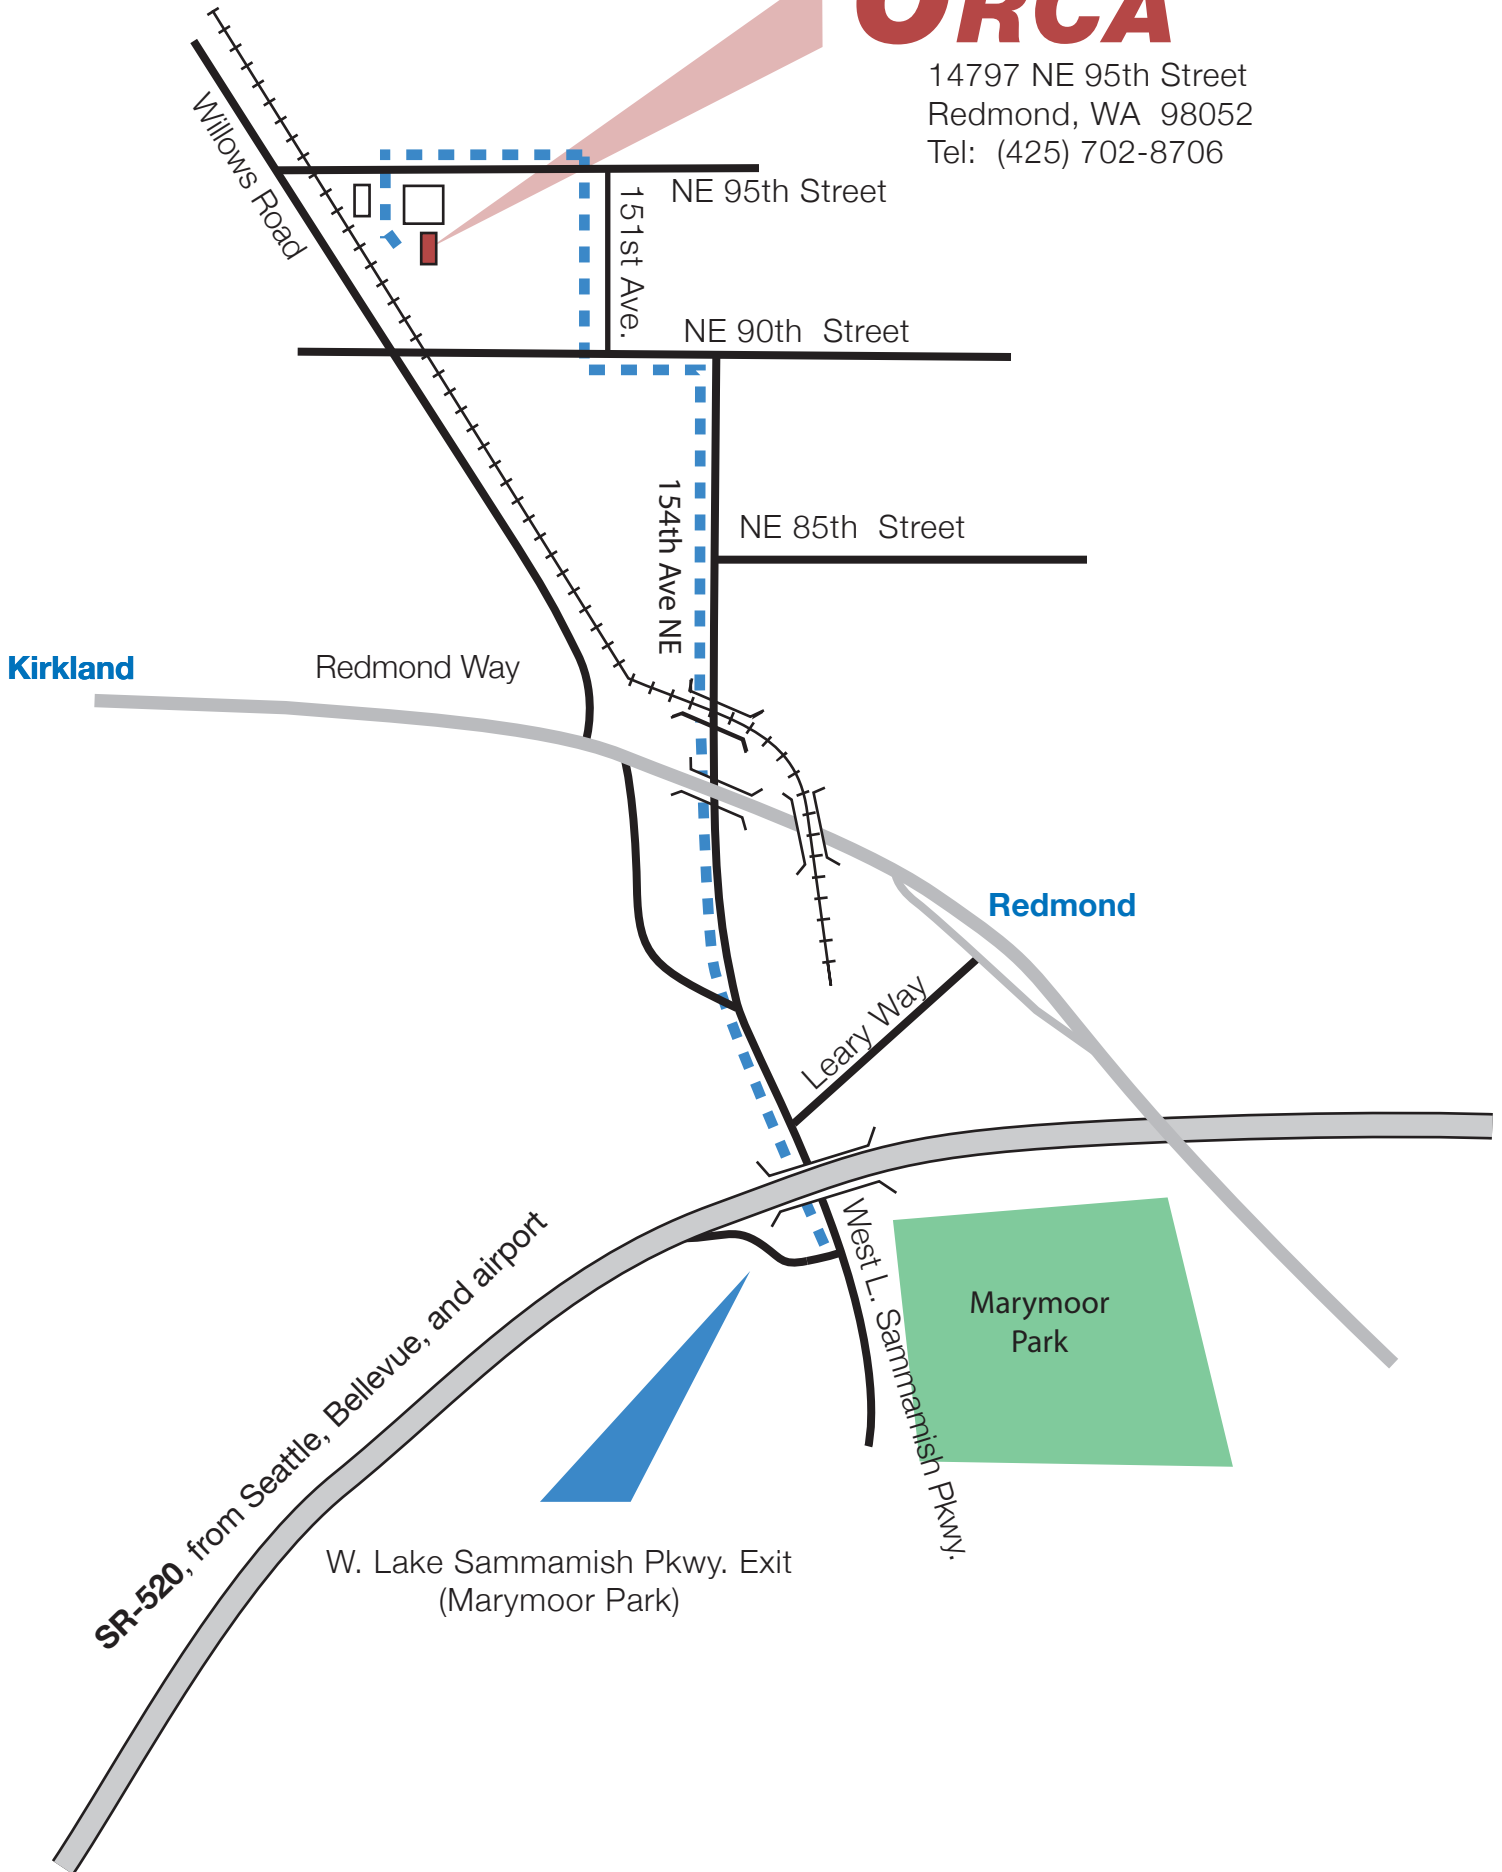 ORCA
14797 NE 95th Street
Redmond, WA 98052
Tel: (425) 702-8706
Willows Road
NE 95th Street
151st Ave.
NE 90th Street
154th Ave NE
NE 85th Street
Kirkland
Redmond Way
Redmond
Leary Way
West L. Sammamish Pkwy.
Marymoor
Park
SR-520, from Seattle, Bellevue, and airport
W. Lake Sammamish Pkwy. Exit
(Marymoor Park)